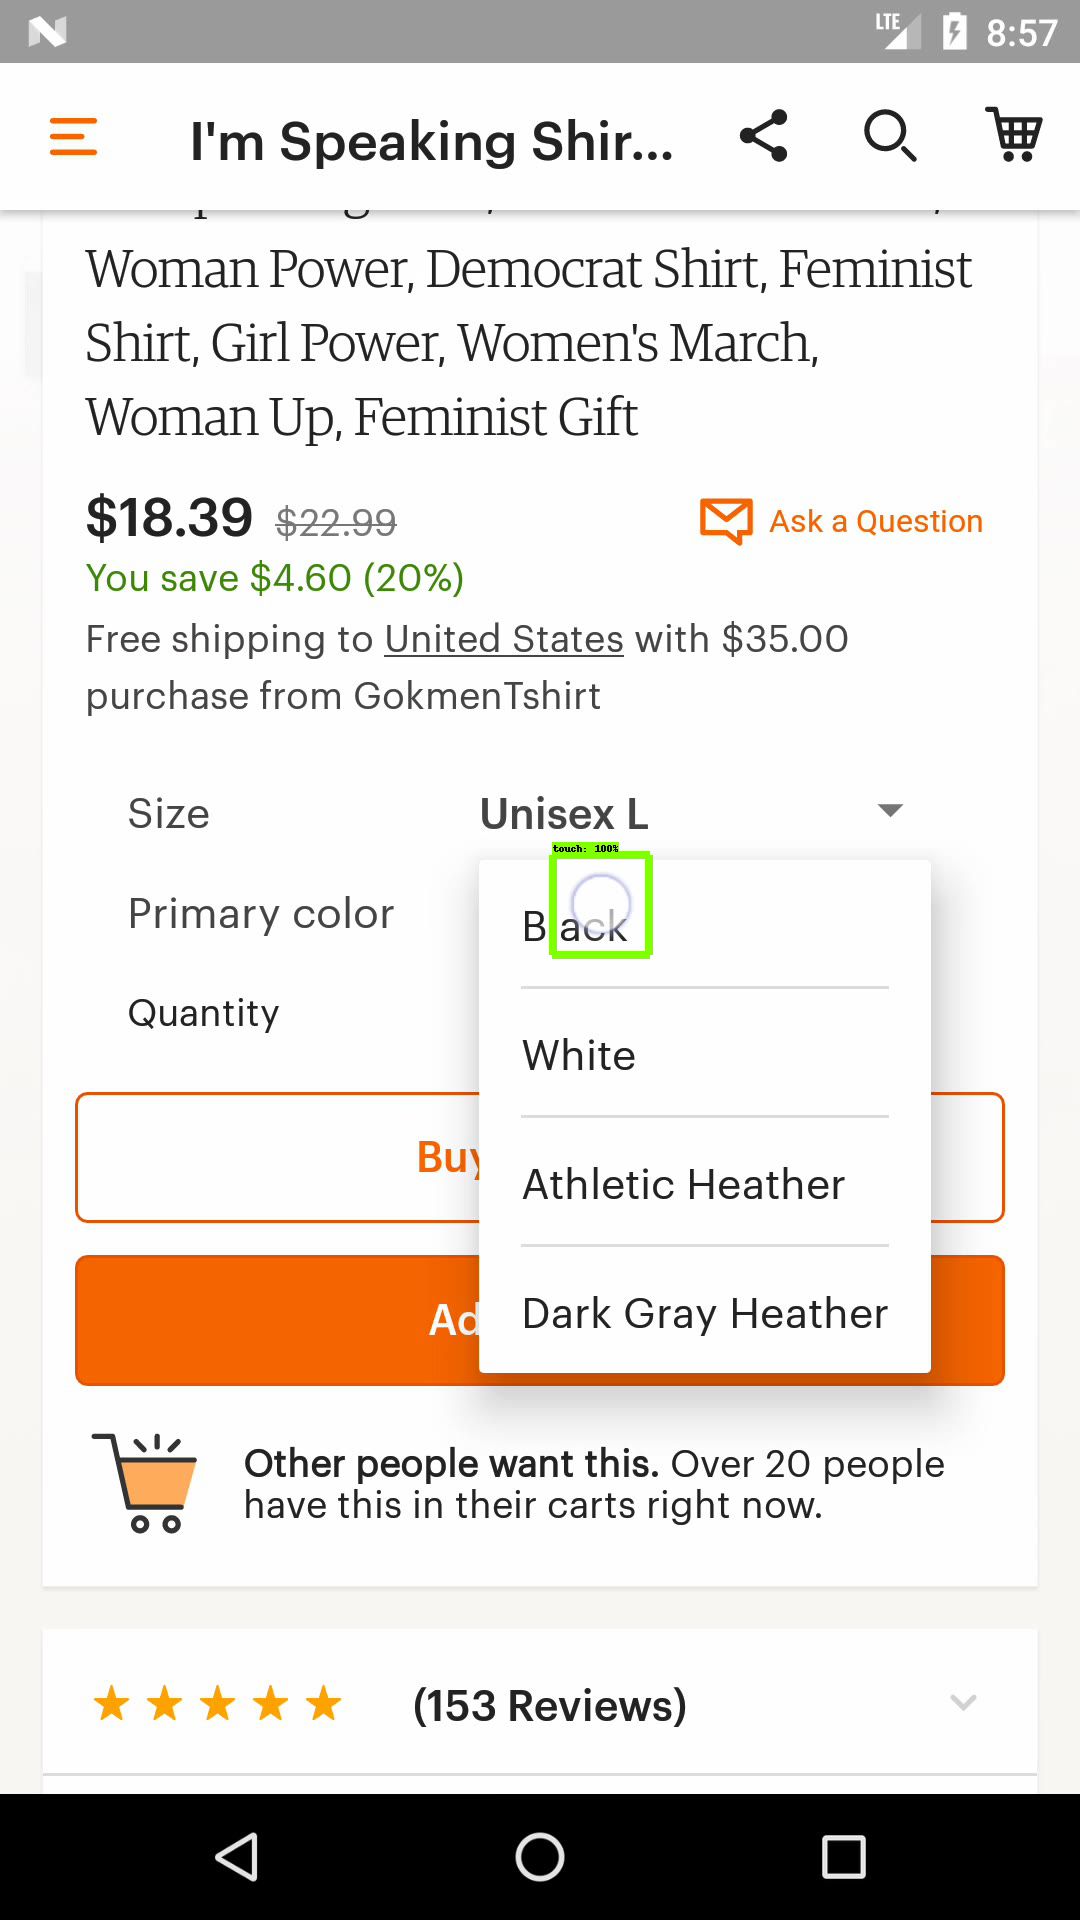 LTE 8:57
I'm Speaking Shir...
Woman Power, Democrat Shirt, Feminist
Shirt, Girl Power, Women's March,
Woman Up, Feminist Gift
$18.39 $22.99
Ask a Question
You save $4.60 (20%)
Free shipping to United States with $35.00
purchase from GokmenTshirt
Size Unisex L
touch: 100%
Primary color
Black
Quantity
White
Buy
Athletic Heather
Ad
Dark Gray Heather
Other people want this. Over 20 people
have this in their carts right now.
(153 Reviews)